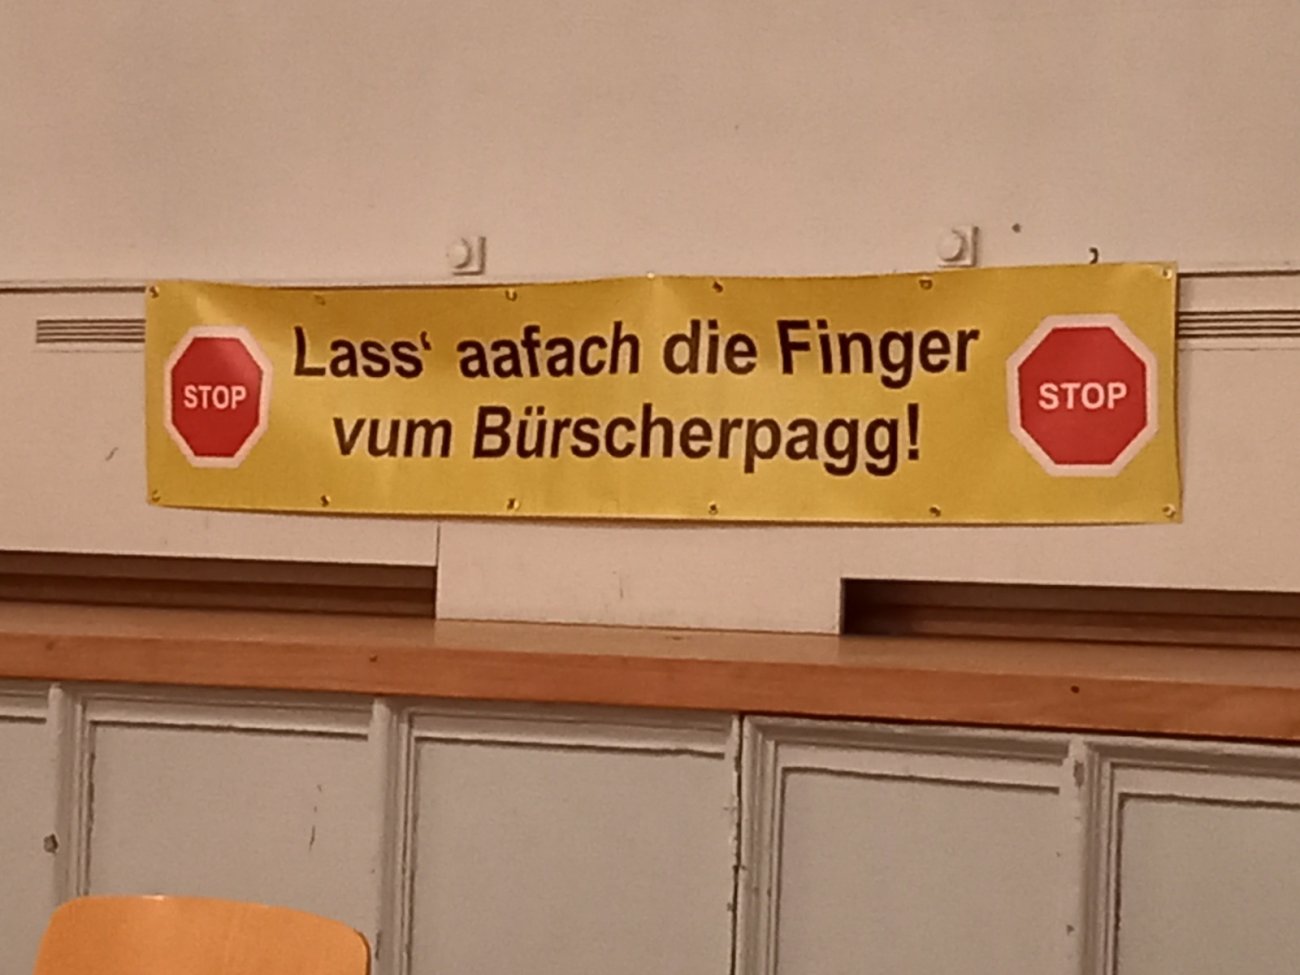 Lass‘ aafach die Finger
vum Bürscherpagg!
STOP
STOP